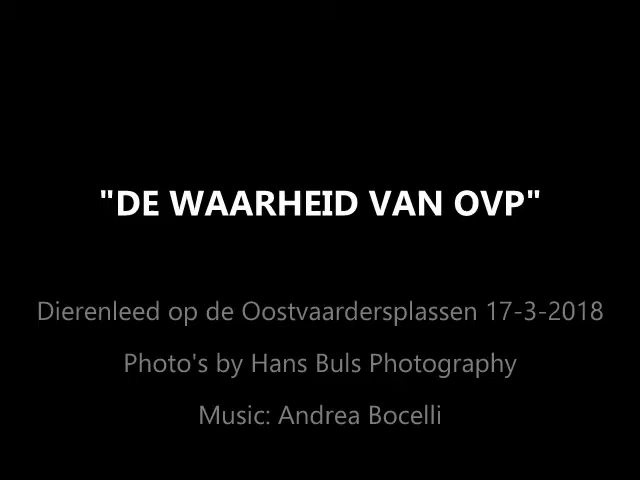 "DE WAARHEID VAN OVP"
Dierenleed op de Oostvaardersplassen 17-3-2018
Photo's by Hans Buls Photography
Music: Andrea Bocelli